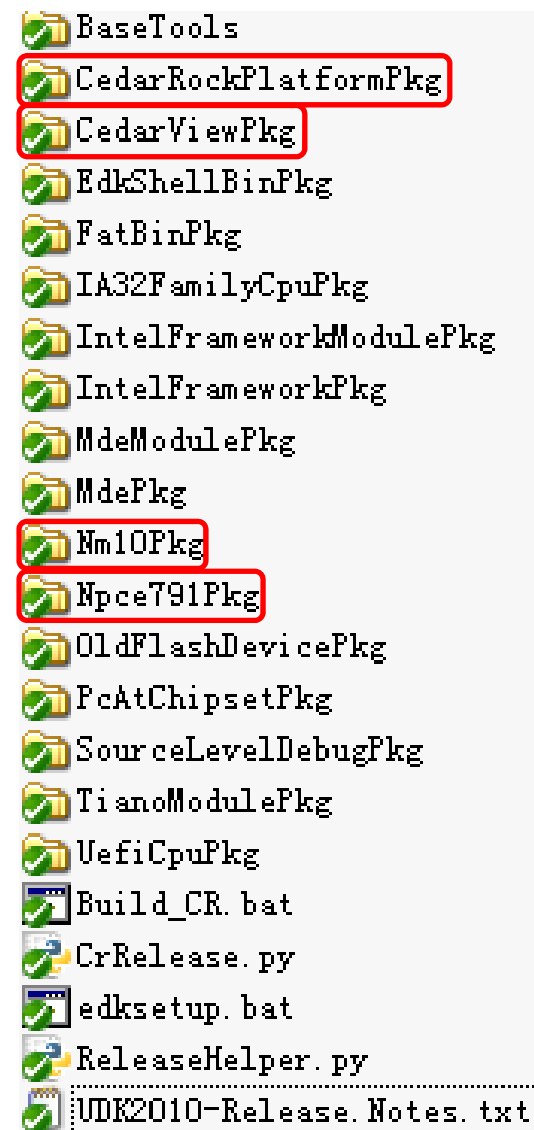 BaseTools
CedarRockPlatformPkg
CedarViewPkg
EdkShellBinPkg
FatBinPkg
IA32FamilyCpuPkg
IntelFrameworkModulePkg
IntelFrameworkPkg
MdeModulePkg
MdePkg
Nm10Pkg
Npce791Pkg
OldFlashDevicePkg
PcAtChipsetPkg
SourceLevelDebugPkg
TianoModulePkg
UefiCpuPkg
Build_CR.bat
CrRelease.py
edksetup.bat
ReleaseHelper.py
UDK2010-Release.Notes.txt